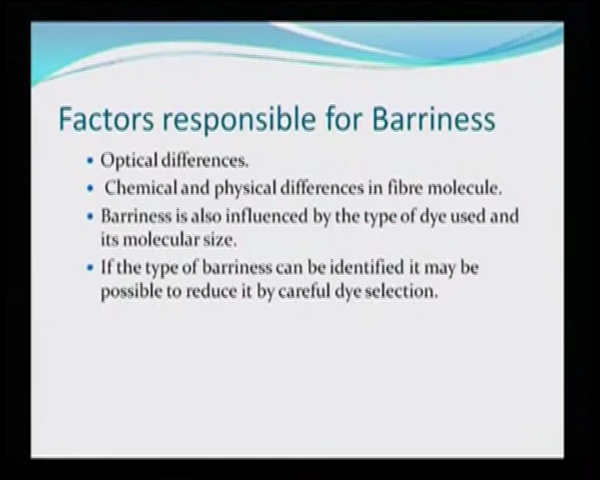 Factors responsible for Barriness
• Optical differences.
• Chemical and physical differences in fibre molecule.
• Barriness is also influenced by the type of dye used and
its molecular size.
• If the type of barriness can be identified it may be
possible to reduce it by careful dye selection.